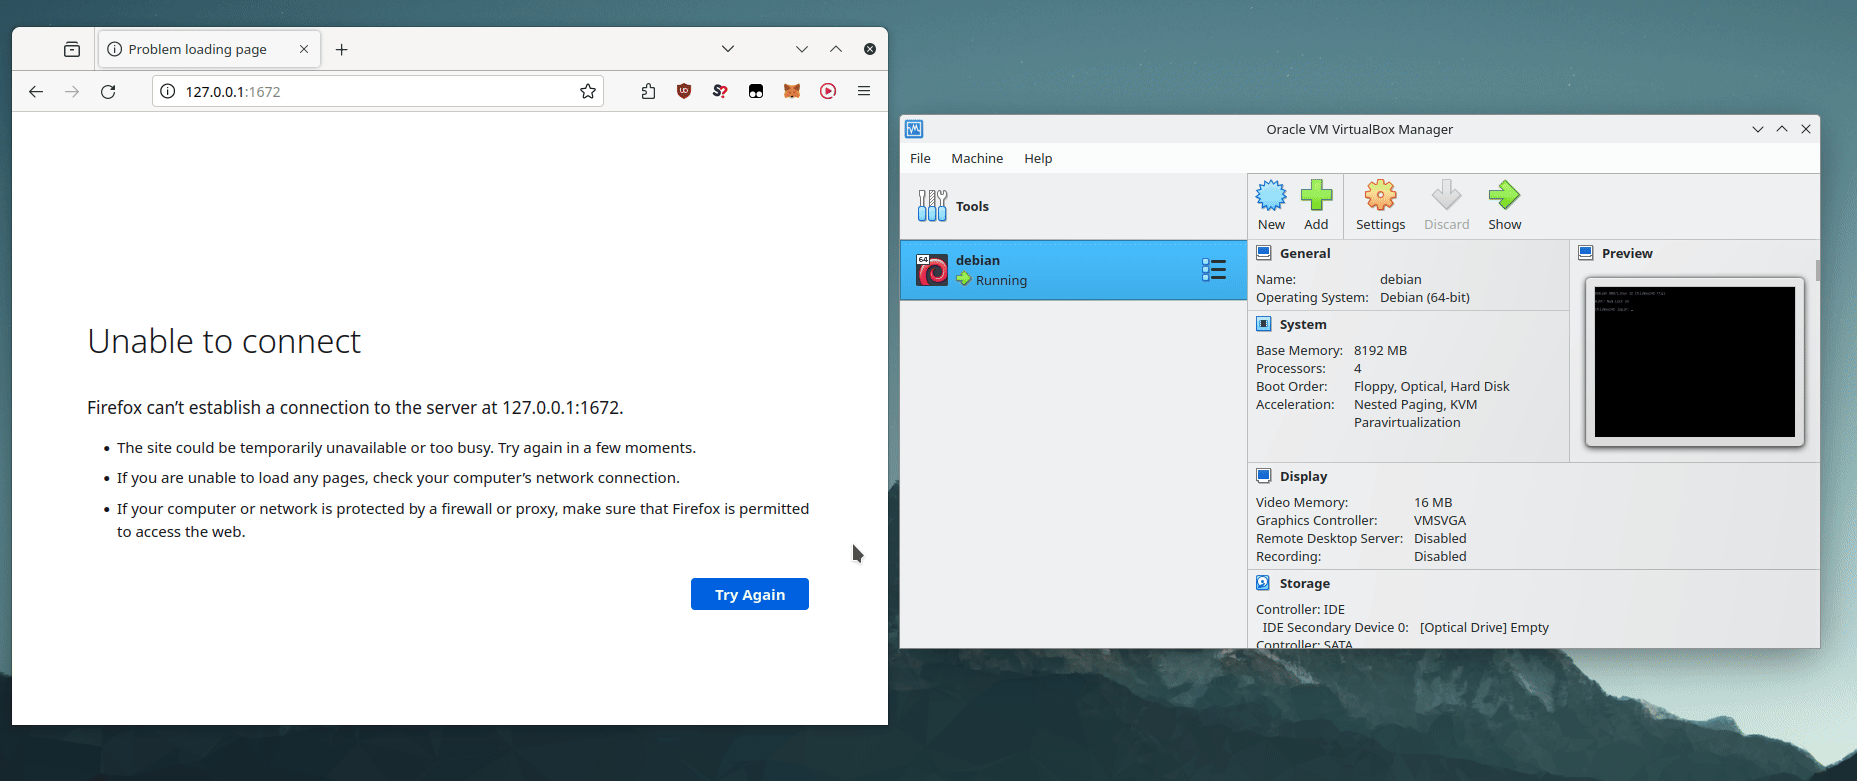 Problem loading page
127.0.0.1:1672
Unable to connect
Firefox can’t establish a connection to the server at 127.0.0.1:1672.
• The site could be temporarily unavailable or too busy. Try again in a few moments.
• If you are unable to load any pages, check your computer’s network connection.
• If your computer or network is protected by a firewall or proxy, make sure that Firefox is permitted
to access the web.
Try Again
Oracle VM VirtualBox Manager
File Machine Help
Tools
New Add Settings Discard Show
64
debian
Running
General
Name: debian
Operating System: Debian (64-bit)
Preview
System
Base Memory: 8192 MB
Processors: 4
Boot Order: Floppy, Optical, Hard Disk
Acceleration: Nested Paging, KVM
Paravirtualization
Display
Video Memory: 16 MB
Graphics Controller: VMSVGA
Remote Desktop Server: Disabled
Recording: Disabled
Storage
Controller: IDE
IDE Secondary Device 0: [Optical Drive] Empty
Controller: SATA